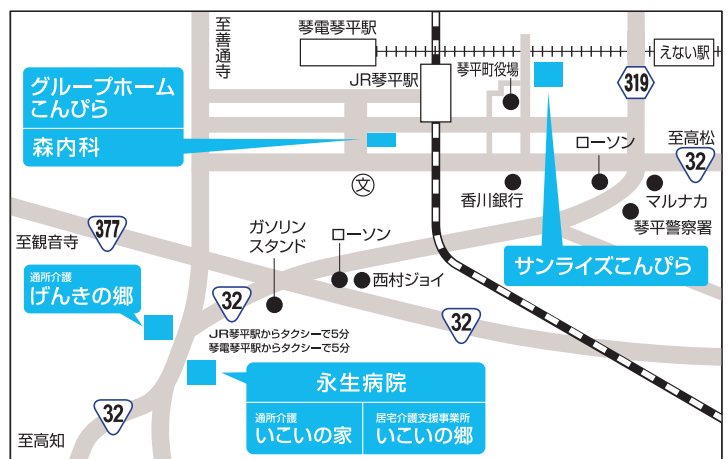 至善通寺
琴電琴平駅
えない駅
JR琴平駅
琴平町役場
319
グループホーム
こんぴら
森内科
至高松
32
ローソン
文
香川銀行
マルナカ
琴平警察署
377
至観音寺
ガソリン
スタンド
ローソン
西村ジョイ
サンライズこんぴら
通所介護
げんきの郷
32
32
JR琴平駅からタクシーで5分
琴電琴平駅からタクシーで5分
永生病院
通所介護
いこいの家
居宅介護支援事業所
いこいの郷
32
至高知